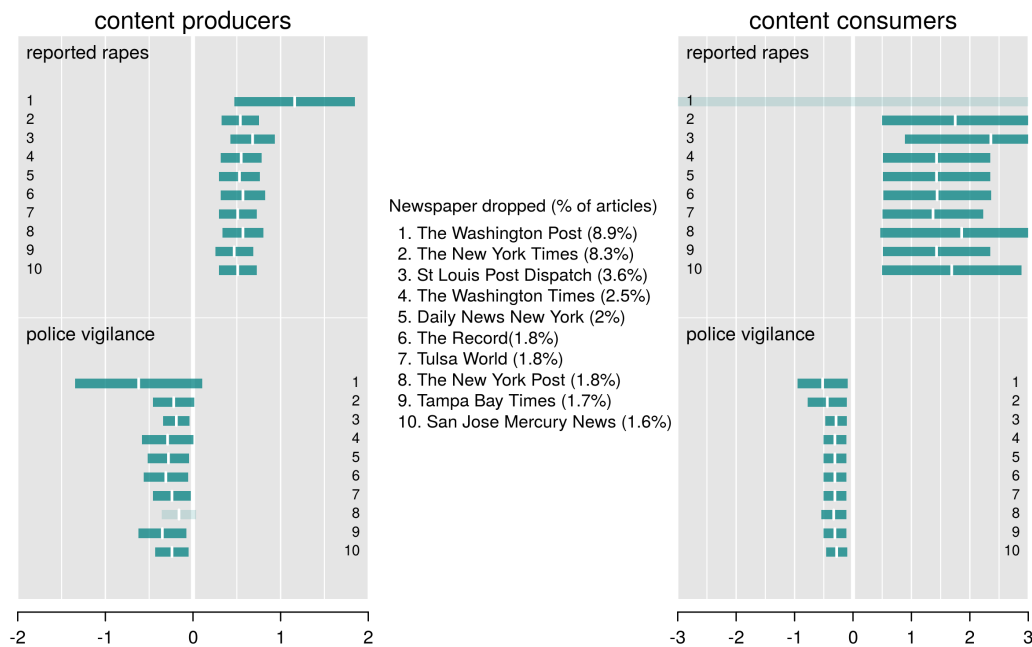 content producers
reported rapes
1
2
3
4
5
6
7
8
9
10
police vigilance
1
2
3
4
5
6
7
8
9
10
-2 -1 0 1 2
Newspaper dropped (% of articles)
1. The Washington Post (8.9%)
2. The New York Times (8.3%)
3. St Louis Post Dispatch (3.6%)
4. The Washington Times (2.5%)
5. Daily News New York (2%)
6. The Record(1.8%)
7. Tulsa World (1.8%)
8. The New York Post (1.8%)
9. Tampa Bay Times (1.7%)
10. San Jose Mercury News (1.6%)
content consumers
reported rapes
1
2
3
4
5
6
7
8
9
10
police vigilance
1
2
3
4
5
6
7
8
9
10
-3 -2 -1 0 1 2 3